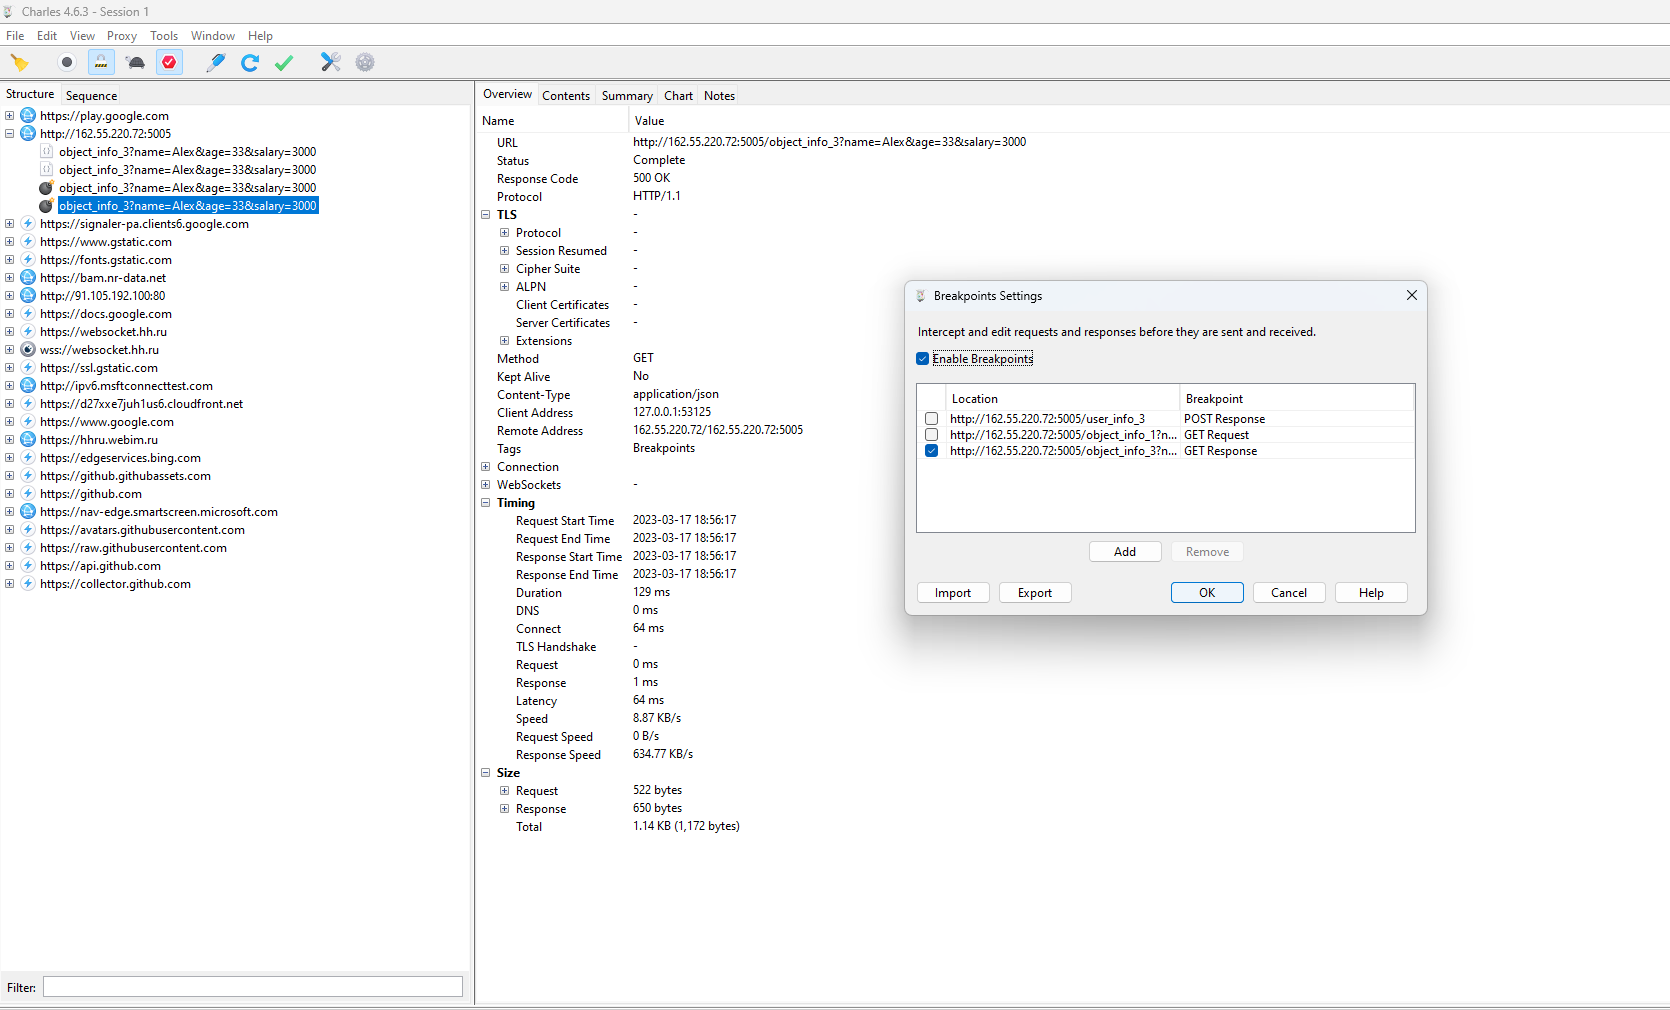 Charles 4.6.3 - Session 1
File Edit View Proxy Tools Window Help
Structure Sequence
https://play.google.com
http://162.55.220.72:5005
object_info_3?name=Alex&age=33&salary=3000
object_info_3?name=Alex&age=33&salary=3000
object_info_3?name=Alex&age=33&salary=3000
object_info_3?name=Alex&age=33&salary=3000
https://signaler-pa.clients6.google.com
https://www.gstatic.com
https://fonts.gstatic.com
https://bam.nr-data.net
http://91.105.192.100:80
https://docs.google.com
https://websocket.hh.ru
wss://websocket.hh.ru
https://ssl.gstatic.com
http://ipv6.msftconnecttest.com
https://d27xxe7juh1us6.cloudfront.net
https://www.google.com
https://hhru.webim.ru
https://edgeservices.bing.com
https://github.githubassets.com
https://github.com
https://nav-edge.smartscreen.microsoft.com
https://avatars.githubusercontent.com
https://raw.githubusercontent.com
https://api.github.com
https://collector.github.com
Filter:
Overview Contents Summary Chart Notes
Name Value
URL http://162.55.220.72:5005/object_info_3?name=Alex&age=33&salary=3000
Status Complete
Response Code 500 OK
Protocol HTTP/1.1
TLS -
Protocol -
Session Resumed -
Cipher Suite -
ALPN -
Client Certificates -
Server Certificates -
Extensions
Method GET
Kept Alive No
Content-Type application/json
Client Address 127.0.0.1:53125
Remote Address 162.55.220.72/162.55.220.72:5005
Tags Breakpoints
Connection
WebSockets -
Timing
Request Start Time 2023-03-17 18:56:17
Request End Time 2023-03-17 18:56:17
Response Start Time 2023-03-17 18:56:17
Response End Time 2023-03-17 18:56:17
Duration 129 ms
DNS 0 ms
Connect 64 ms
TLS Handshake -
Request 0 ms
Response 1 ms
Latency 64 ms
Speed 8.87 KB/s
Request Speed 0 B/s
Response Speed 634.77 KB/s
Size
Request 522 bytes
Response 650 bytes
Total 1.14 KB (1,172 bytes)
Breakpoints Settings
Intercept and edit requests and responses before they are sent and received.
Enable Breakpoints
Location Breakpoint
http://162.55.220.72:5005/user_info_3 POST Response
http://162.55.220.72:5005/object_info_1?n... GET Request
http://162.55.220.72:5005/object_info_3?n... GET Response
Add Remove
Import Export OK Cancel Help